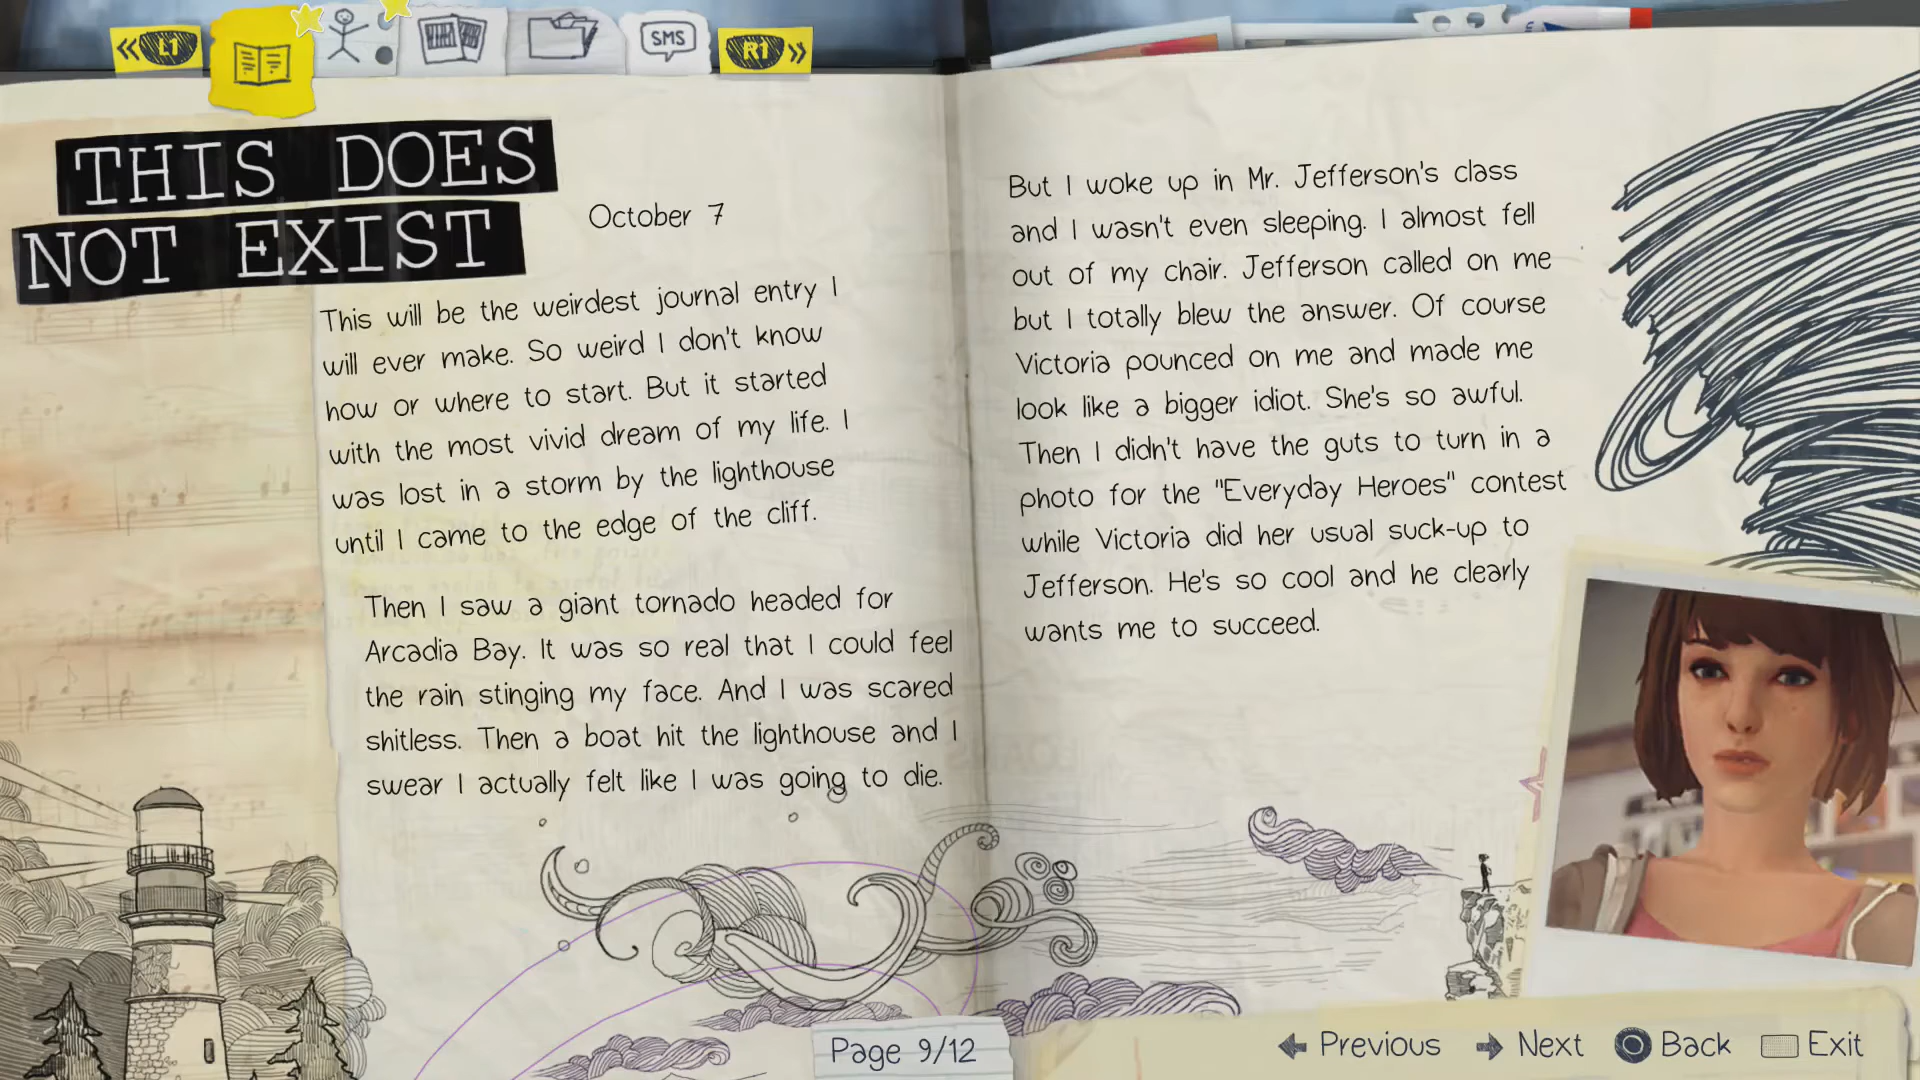 L1
SMS
R1
THIS DOES
NOT EXIST
October 7
This will be the weirdest journal entry I
will ever make. So weird I don't know
how or where to start. But it started
with the most vivid dream of my life. I
was lost in a storm by the lighthouse
until I came to the edge of the cliff.
Then I saw a giant tornado headed for
Arcadia Bay. It was so real that I could feel
the rain stinging my face. And I was scared
shitless. Then a boat hit the lighthouse and I
swear I actually felt like I was going to die.
But I woke up in Mr. Jefferson's class
and I wasn't even sleeping. I almost fell
out of my chair. Jefferson called on me
but I totally blew the answer. Of course
Victoria pounced on me and made me
look like a bigger idiot. She's so awful.
Then I didn't have the guts to turn in a
photo for the "Everyday Heroes" contest
while Victoria did her usual suck-up to
Jefferson. He's so cool and he clearly
wants me to succeed.
Page 9/12
Previous
Next
Back
Exit